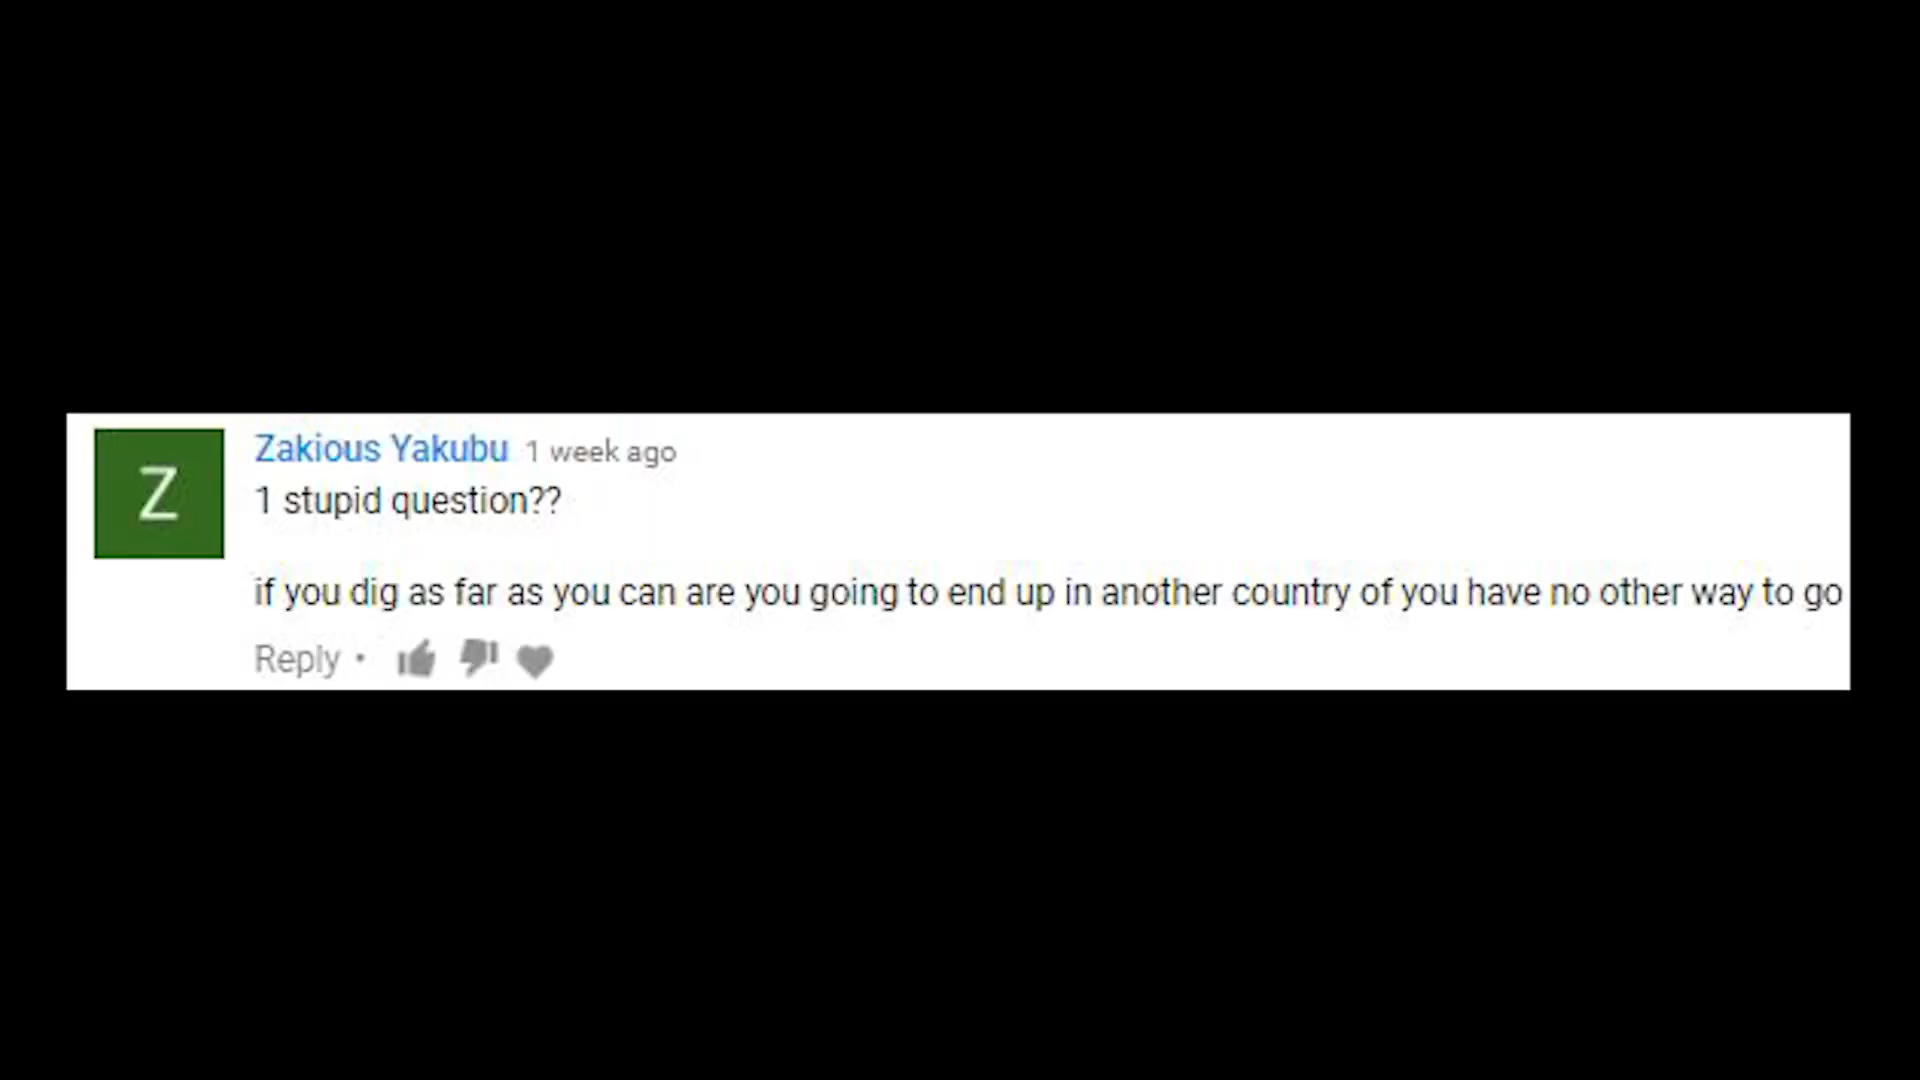 Z
Zakious Yakubu 1 week ago
1 stupid question??
if you dig as far as you can are you going to end up in another country of you have no other way to go
Reply •